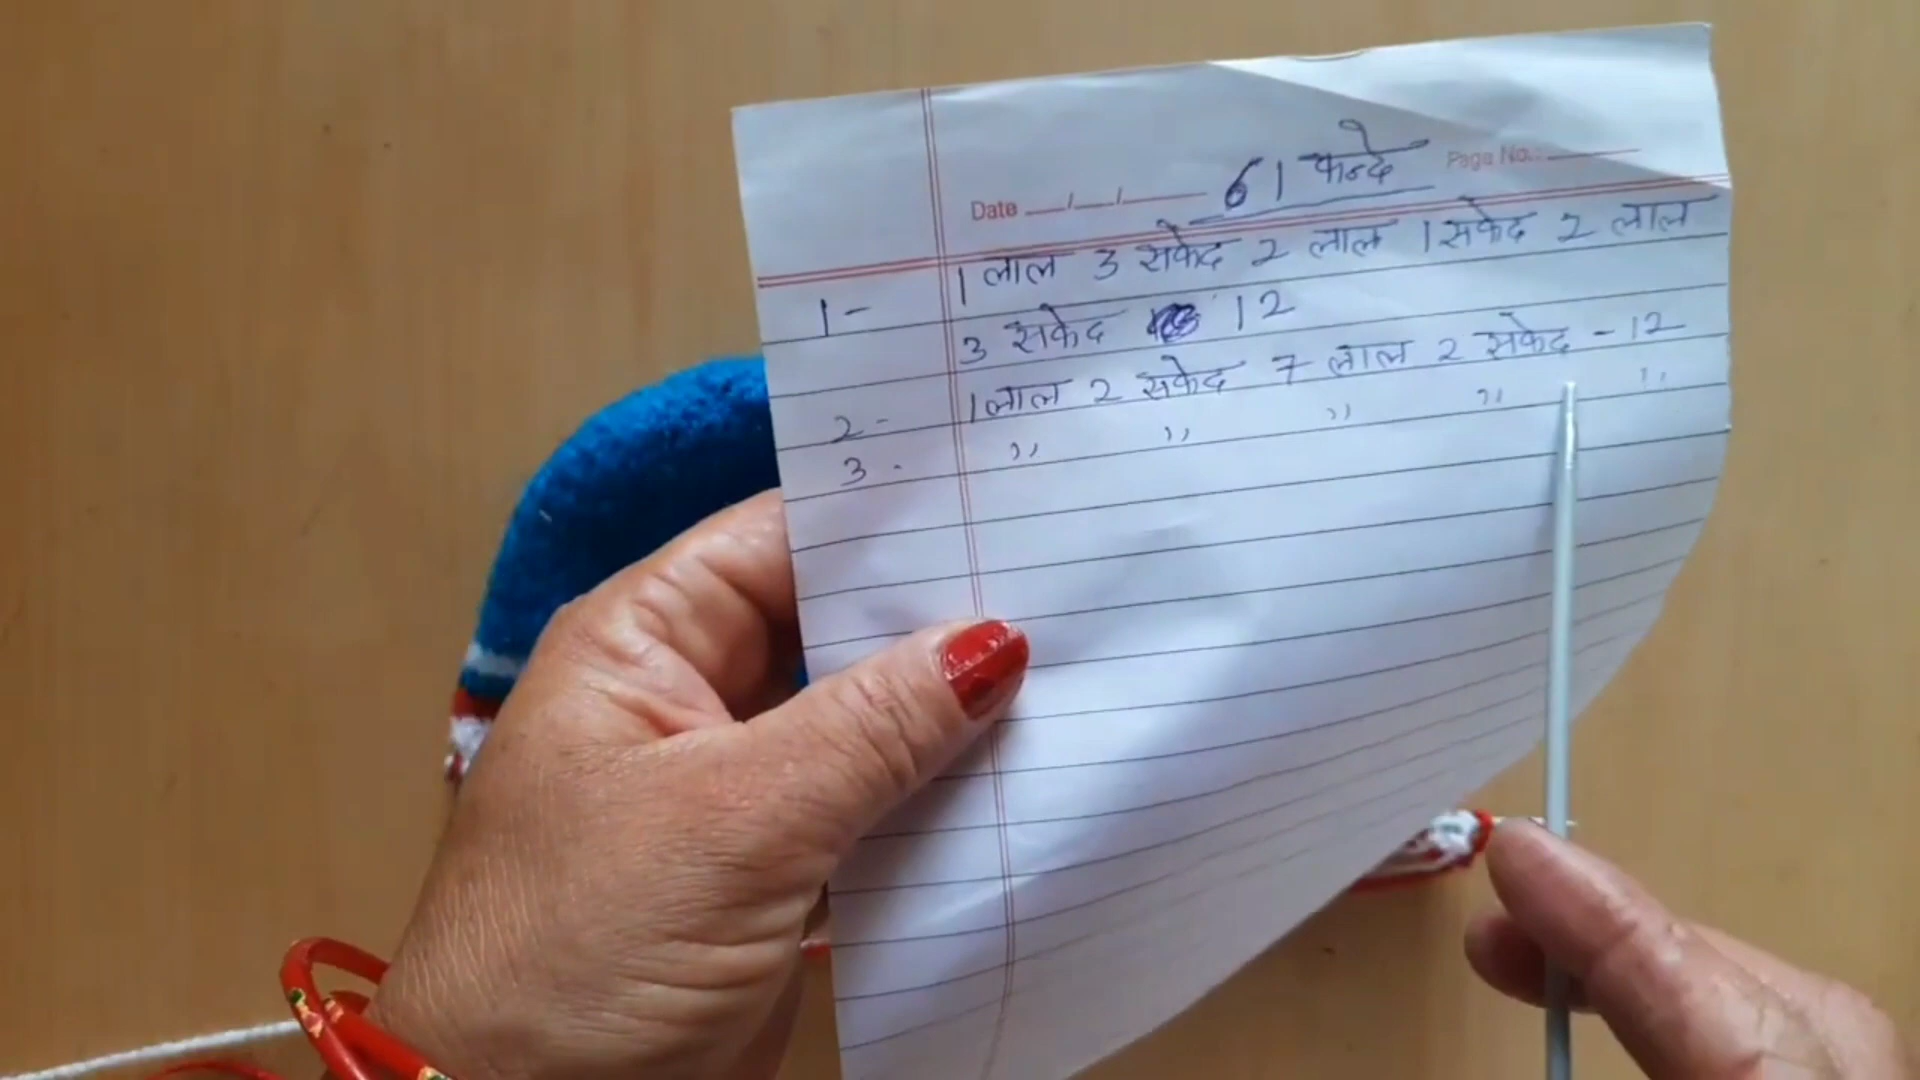 Date __/__/____ 61 फन्दे Page No.: ____
1- 1 लाल 3 सफेद 2 लाल 1 सफेद 2 लाल
3 सफेद 12
2- 1 लाल 2 सफेद 7 लाल 2 सफेद - 12
3- ,, ,, ,, ,, ,,